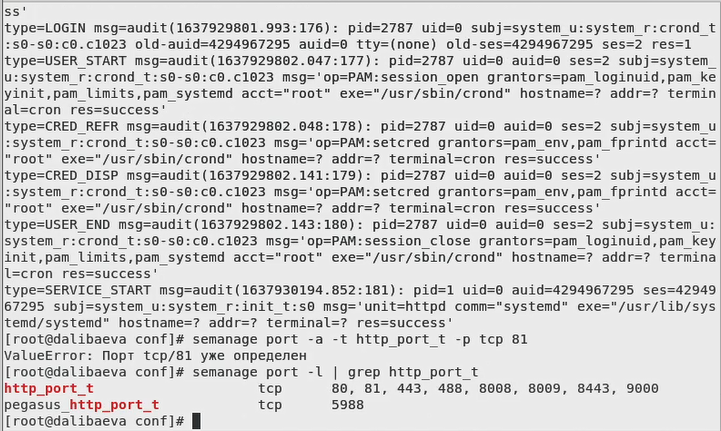 ss'
type=LOGIN msg=audit(1637929801.993:176): pid=2787 uid=0 subj=system_u:system_r:crond_t
:s0-s0:c0.c1023 old-auid=4294967295 auid=0 tty=(none) old-ses=4294967295 ses=2 res=1
type=USER_START msg=audit(1637929802.047:177): pid=2787 uid=0 auid=0 ses=2 subj=system_
u:system_r:crond_t:s0-s0:c0.c1023 msg='op=PAM:session_open grantors=pam_loginuid,pam_ke
yinit,pam_limits,pam_systemd acct="root" exe="/usr/sbin/crond" hostname=? addr=? termin
al=cron res=success'
type=CRED_REFR msg=audit(1637929802.048:178): pid=2787 uid=0 auid=0 ses=2 subj=system_u
:system_r:crond_t:s0-s0:c0.c1023 msg='op=PAM:setcred grantors=pam_env,pam_fprintd acct=
"root" exe="/usr/sbin/crond" hostname=? addr=? terminal=cron res=success'
type=CRED_DISP msg=audit(1637929802.141:179): pid=2787 uid=0 auid=0 ses=2 subj=system_u
:system_r:crond_t:s0-s0:c0.c1023 msg='op=PAM:setcred grantors=pam_env,pam_fprintd acct=
"root" exe="/usr/sbin/crond" hostname=? addr=? terminal=cron res=success'
type=USER_END msg=audit(1637929802.143:180): pid=2787 uid=0 auid=0 ses=2 subj=system_u:
system_r:crond_t:s0-s0:c0.c1023 msg='op=PAM:session_close grantors=pam_loginuid,pam_key
init,pam_limits,pam_systemd acct="root" exe="/usr/sbin/crond" hostname=? addr=? termina
l=cron res=success'
type=SERVICE_START msg=audit(1637930194.852:181): pid=1 uid=0 auid=4294967295 ses=42949
67295 subj=system_u:system_r:init_t:s0 msg='unit=httpd comm="systemd" exe="/usr/lib/sys
temd/systemd" hostname=? addr=? terminal=? res=success'
[root@dalibaeva conf]# semanage port -a -t http_port_t -p tcp 81
ValueError: Порт tcp/81 уже определен
[root@dalibaeva conf]# semanage port -l | grep http_port_t
http_port_t tcp 80, 81, 443, 488, 8008, 8009, 8443, 9000
pegasus_http_port_t tcp 5988
[root@dalibaeva conf]#